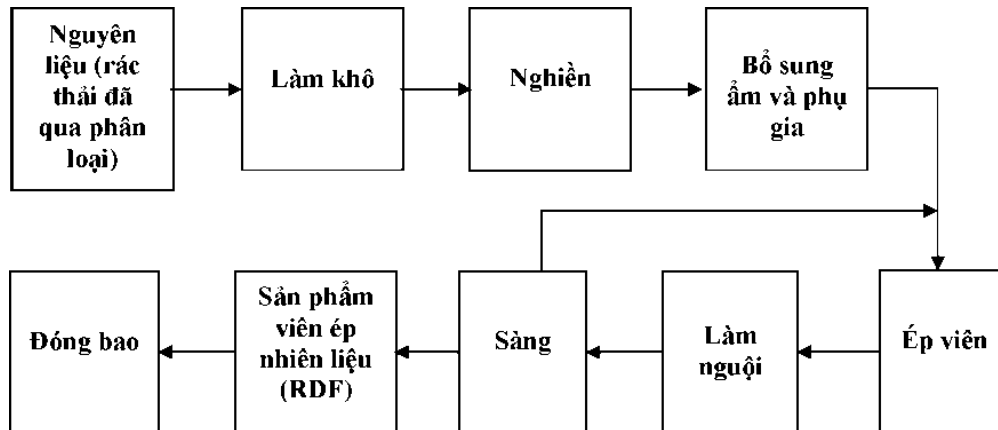 Nguyên
liệu (rác
thải đã
qua phân
loại)
Làm khô
Nghiền
Bổ sung
ẩm và phụ
gia
Đóng bao
Sản phẩm
viên ép
nhiên liệu
(RDF)
Sàng
Làm
nguội
Ép viên